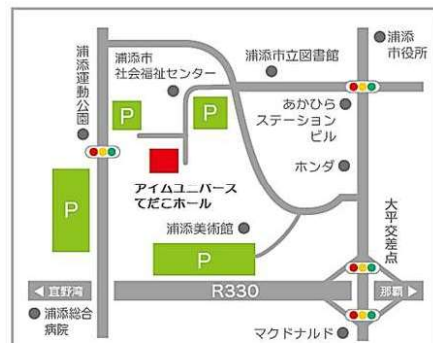 浦添市役所
浦添市立図書館
浦添市
社会福祉センター
浦添運動公園
P
P
あかひら
ステーション
ビル
ホンダ
アイムユニバース
てだこホール
P
浦添美術館
P
大平交差点
◀ 宜野湾
R330
那覇 ▶
浦添総合
病院
マクドナルド